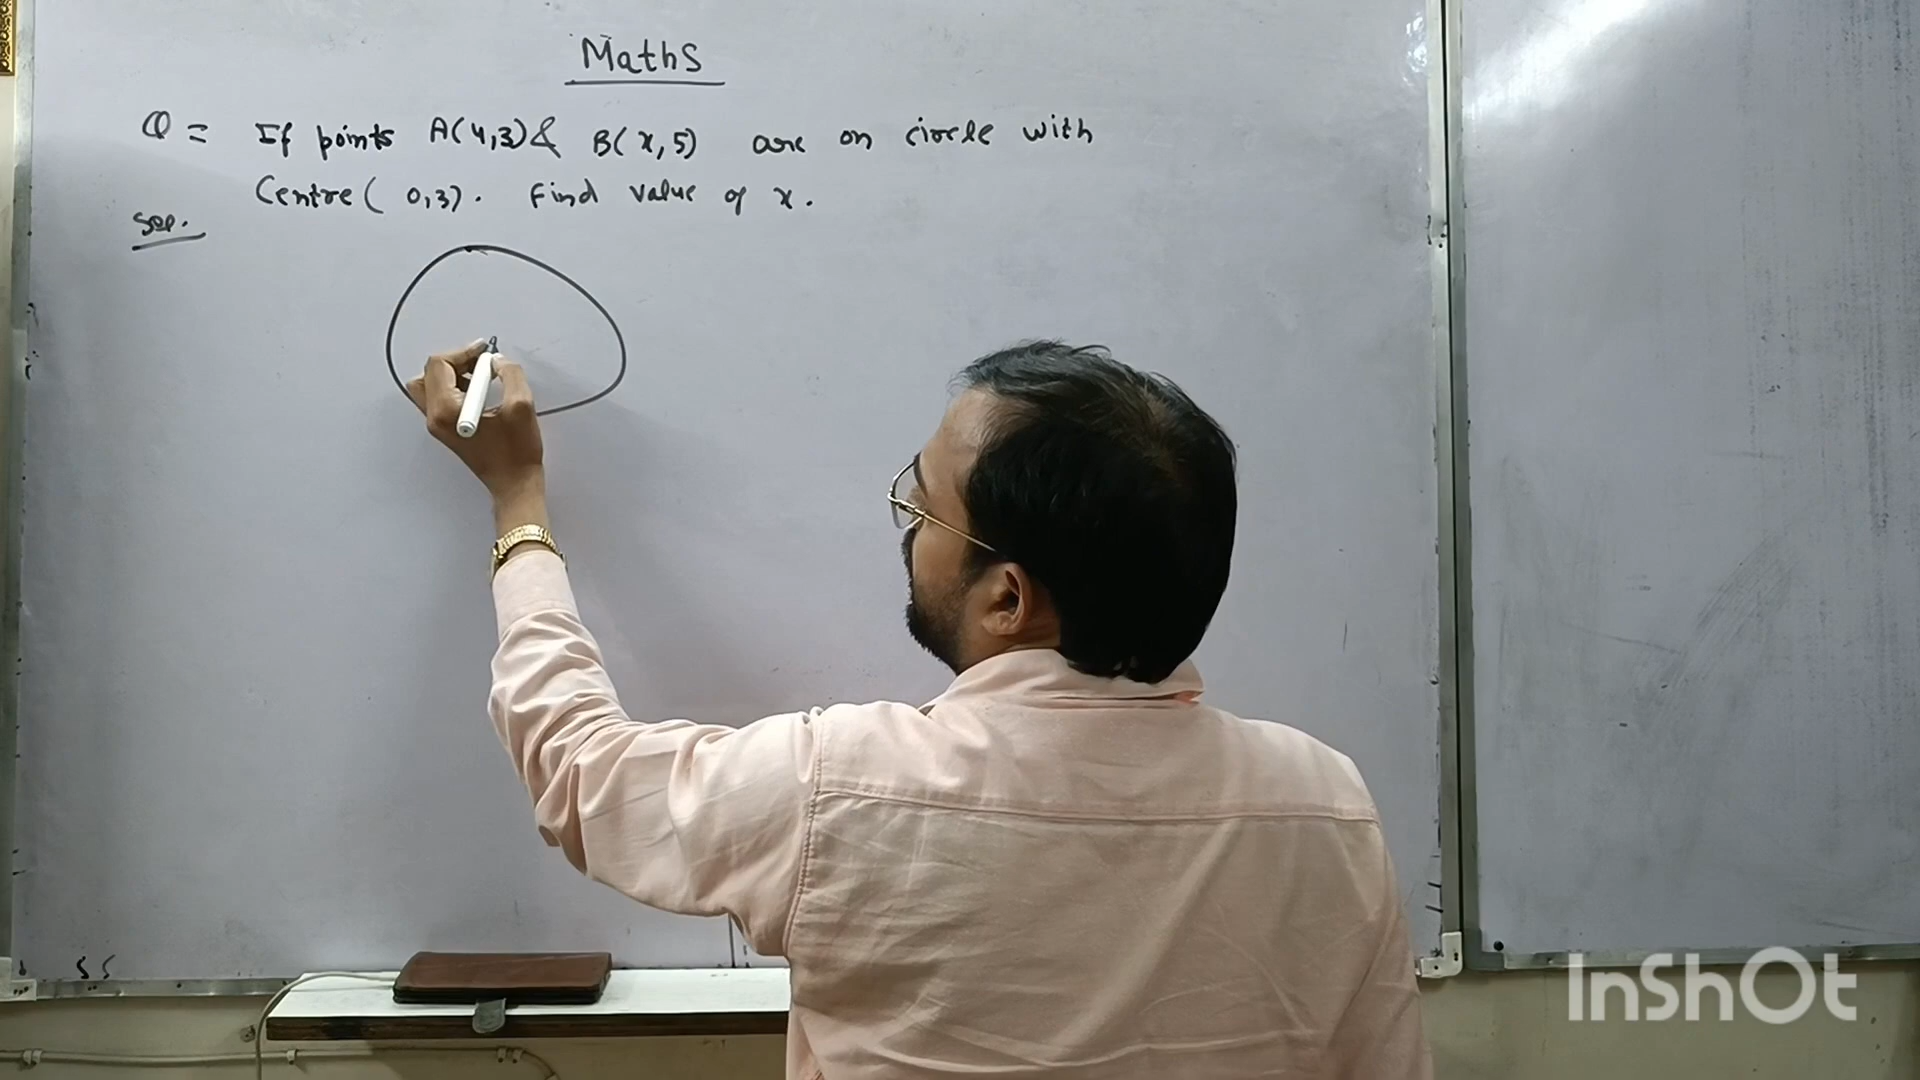 Maths
Q = If points A(4,3) & B(x,5) are on circle with
Centre( 0,3). Find value of x.
Sol.
InShOt